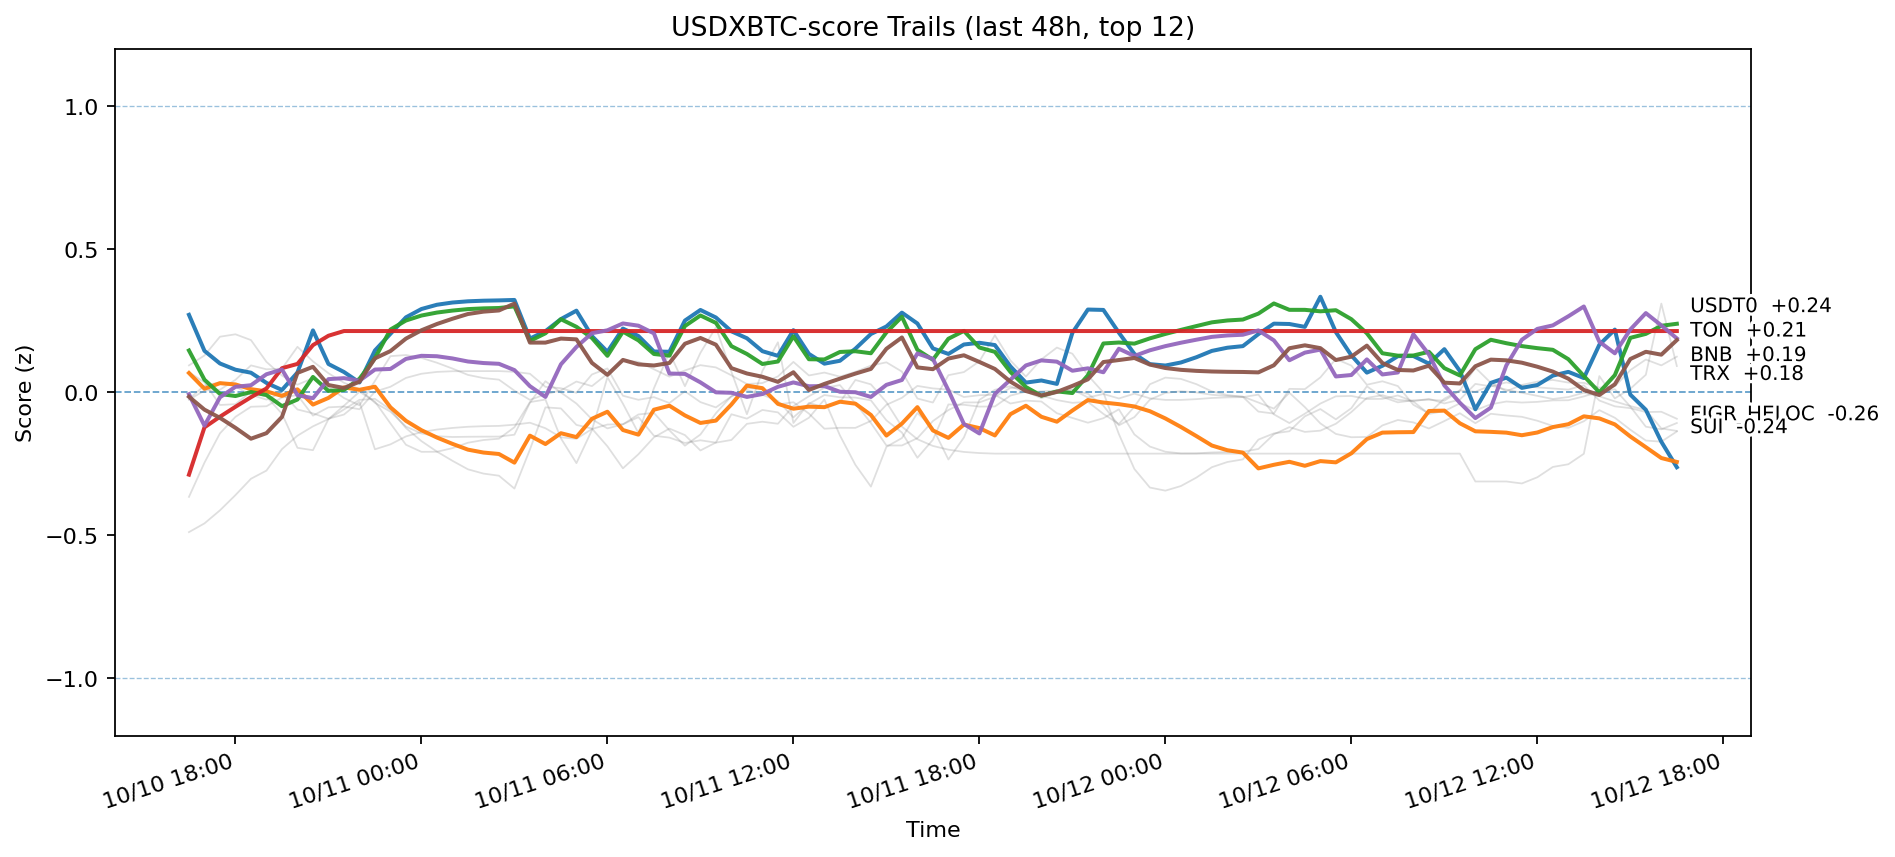 USDXBTC-score Trails (last 48h, top 12)
Score (z)
1.0
0.5
0.0
−0.5
−1.0
USDT0 +0.24
TON +0.21
BNB +0.19
TRX +0.18
FIGR_HELOC -0.26
SUI -0.24
10/10 18:00
10/11 00:00
10/11 06:00
10/11 12:00
10/11 18:00
10/12 00:00
10/12 06:00
10/12 12:00
10/12 18:00
Time